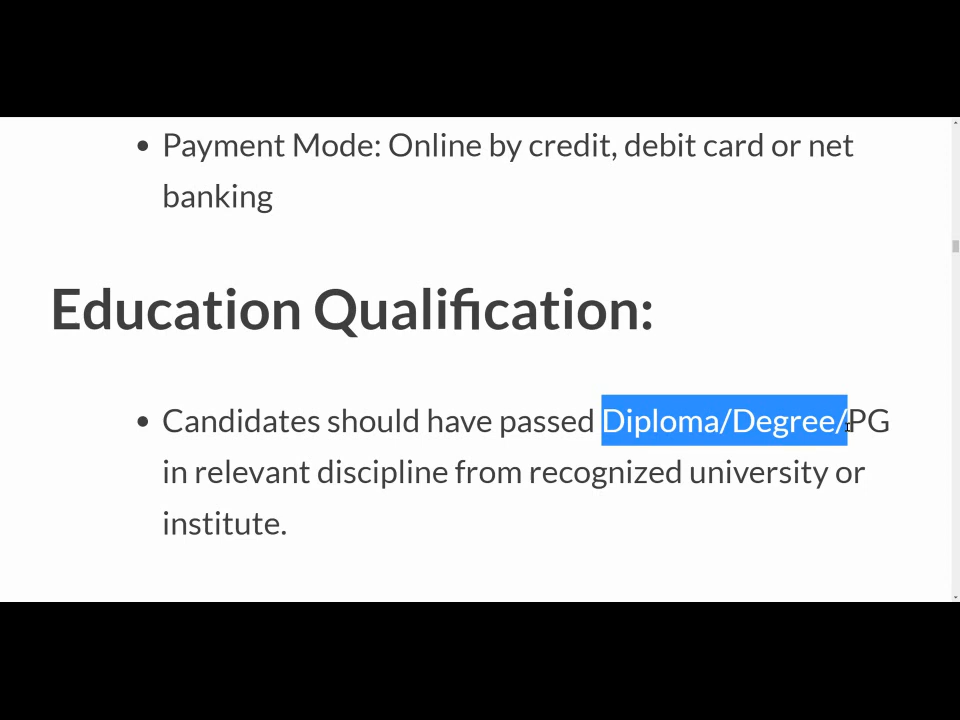 Payment Mode: Online by credit, debit card or net
banking
Education Qualification:
Candidates should have passed Diploma/Degree/PG
in relevant discipline from recognized university or
institute.